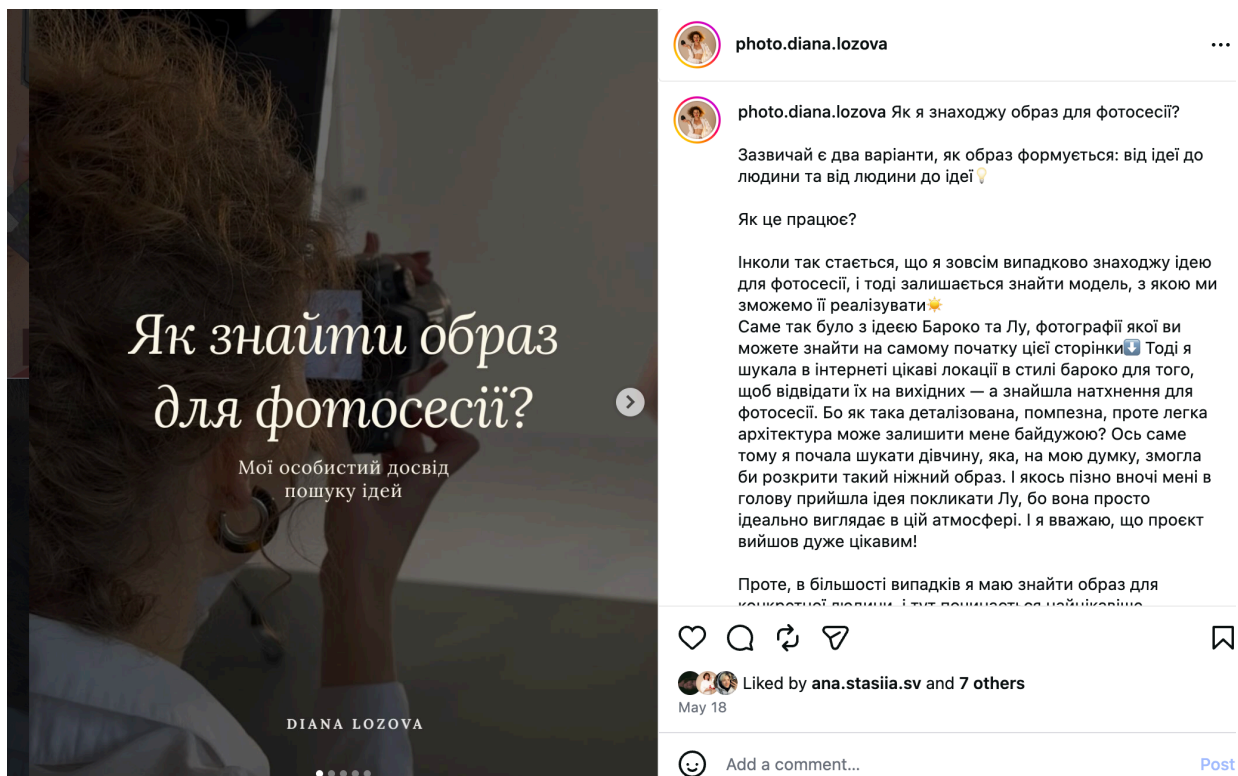 Як знайти образ
для фотосесії?
Мої особистий досвід
пошуку ідей
DIANA LOZOVA
photo.diana.lozova
photo.diana.lozova Як я знаходжу образ для фотосесії?
Зазвичай є два варіанти, як образ формується: від ідеї до
людини та від людини до ідеї💡
Як це працює?
Інколи так стається, що я зовсім випадково знаходжу ідею
для фотосесії, і тоді залишається знайти модель, з якою ми
зможемо її реалізувати☀️
Саме так було з ідеєю Бароко та Лу, фотографії якої ви
можете знайти на самому початку цієї сторінки⬇️ Тоді я
шукала в інтернеті цікаві локації в стилі бароко для того,
щоб відвідати їх на вихідних — а знайшла натхнення для
фотосесії. Бо як така деталізована, помпезна, проте легка
архітектура може залишити мене байдужою? Ось саме
тому я почала шукати дівчину, яка, на мою думку, змогла
би розкрити такий ніжний образ. І якось пізно вночі мені в
голову прийшла ідея покликати Лу, бо вона просто
ідеально виглядає в цій атмосфері. І я вважаю, що проєкт
вийшов дуже цікавим!
Проте, в більшості випадків я маю знайти образ для
конкретної людини, і тут починається найцікавіше
Liked by ana.stasiia.sv and 7 others
May 18
Add a comment...
Post